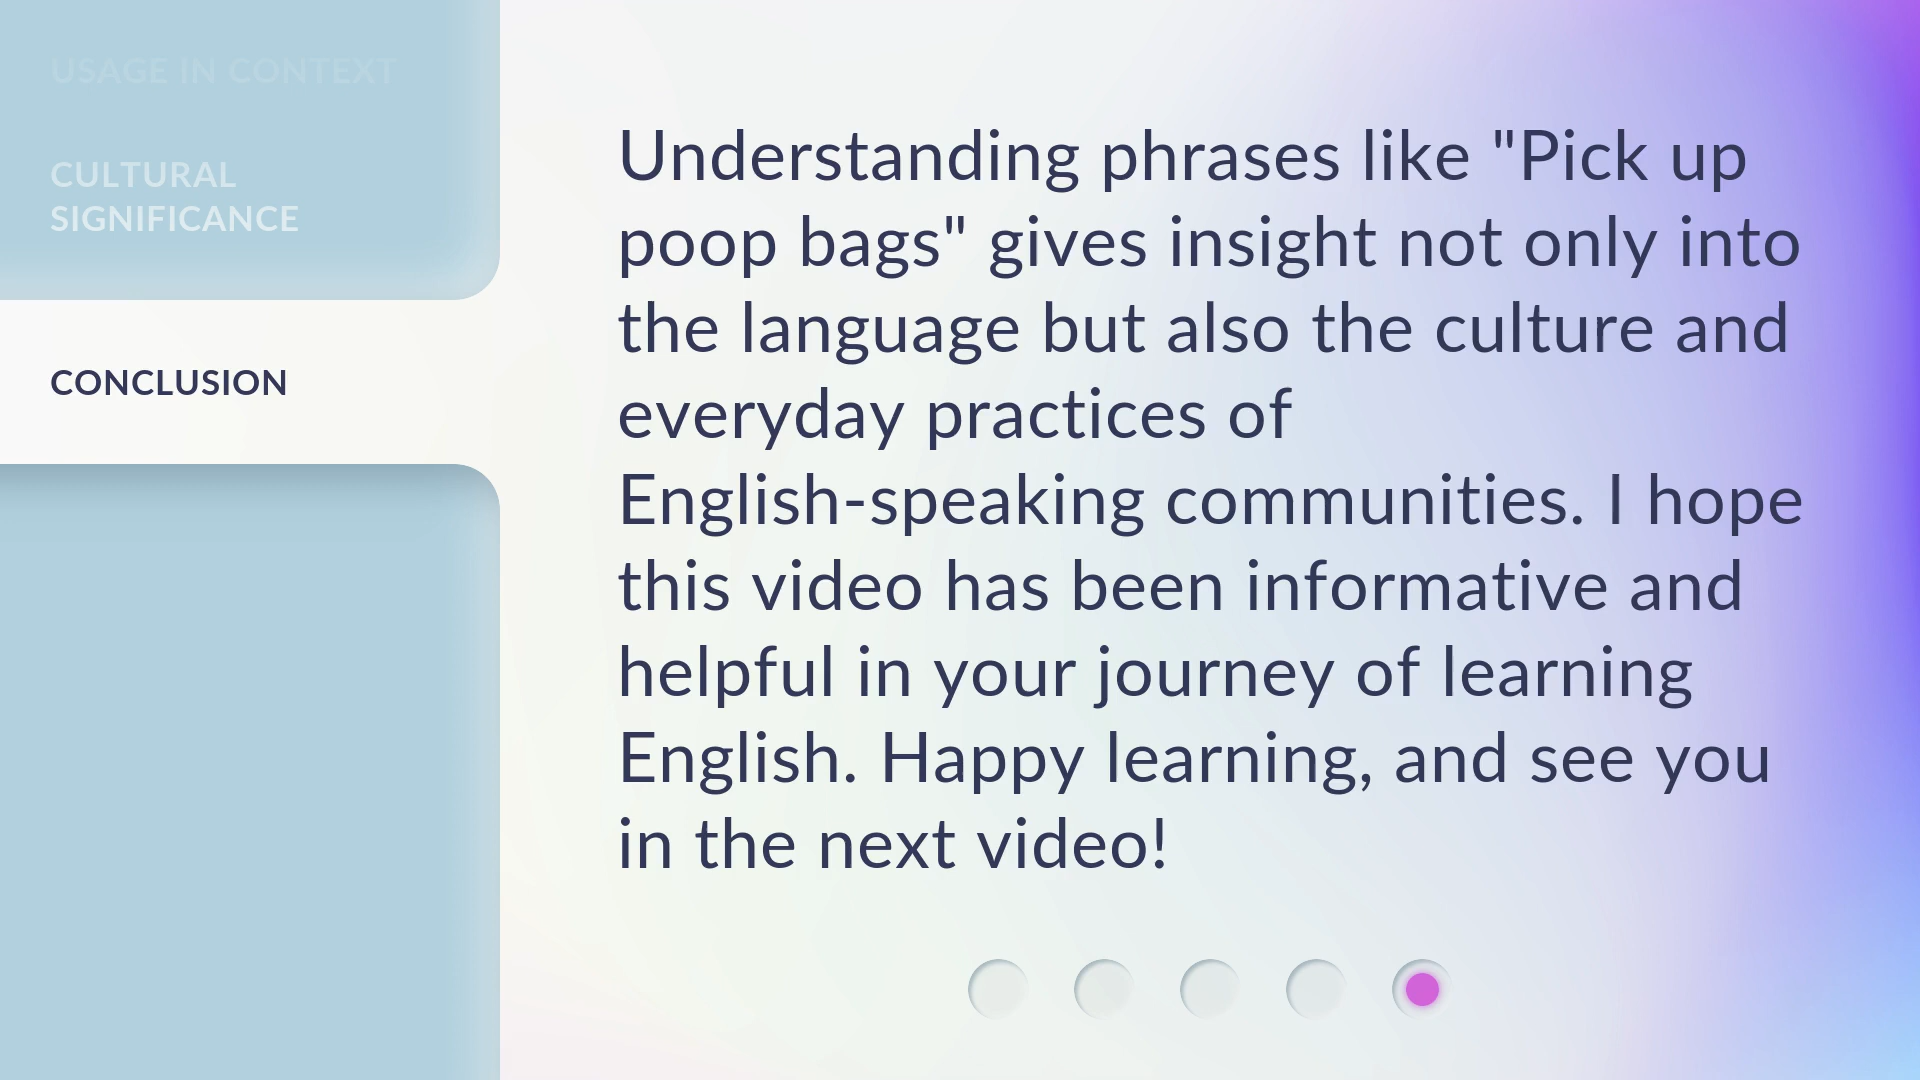 USAGE IN CONTEXT
CULTURAL
SIGNIFICANCE
CONCLUSION
Understanding phrases like "Pick up
poop bags" gives insight not only into
the language but also the culture and
everyday practices of
English-speaking communities. I hope
this video has been informative and
helpful in your journey of learning
English. Happy learning, and see you
in the next video!